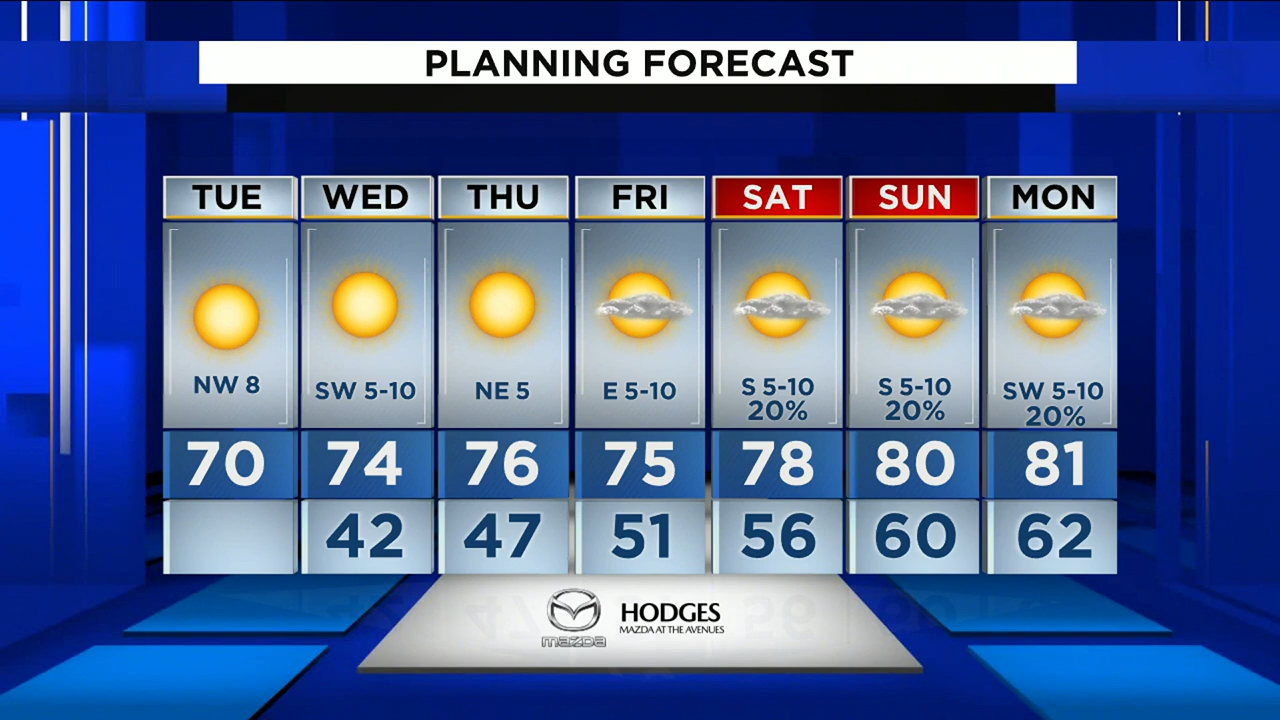 PLANNING FORECAST
TUE WED THU FRI SAT SUN MON
NW 8 SW 5-10 NE 5 E 5-10 S 5-10 S 5-10 SW 5-10
20% 20% 20%
70 74 76 75 78 80 81
42 47 51 56 60 62
HODGES
mazda MAZDA AT THE AVENUES